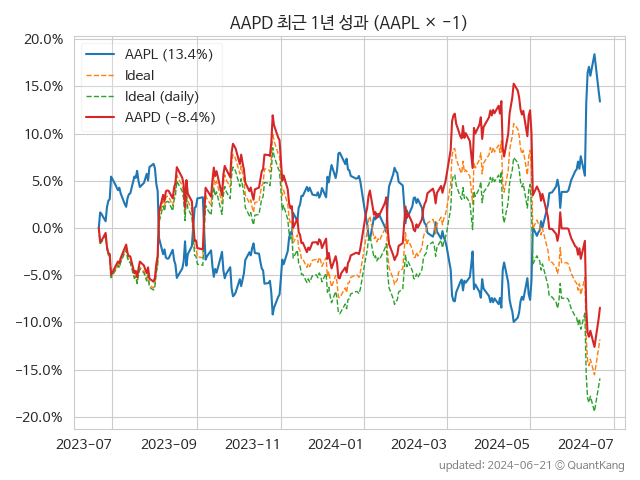 AAPD 최근 1년 성과 (AAPL × −1)
20.0%
15.0%
10.0%
5.0%
0.0%
−5.0%
−10.0%
−15.0%
−20.0%
AAPL (13.4%)
Ideal
Ideal (daily)
AAPD (−8.4%)
2023-07
2023-09
2023-11
2024-01
2024-03
2024-05
2024-07
updated: 2024-06-21 © QuantKang